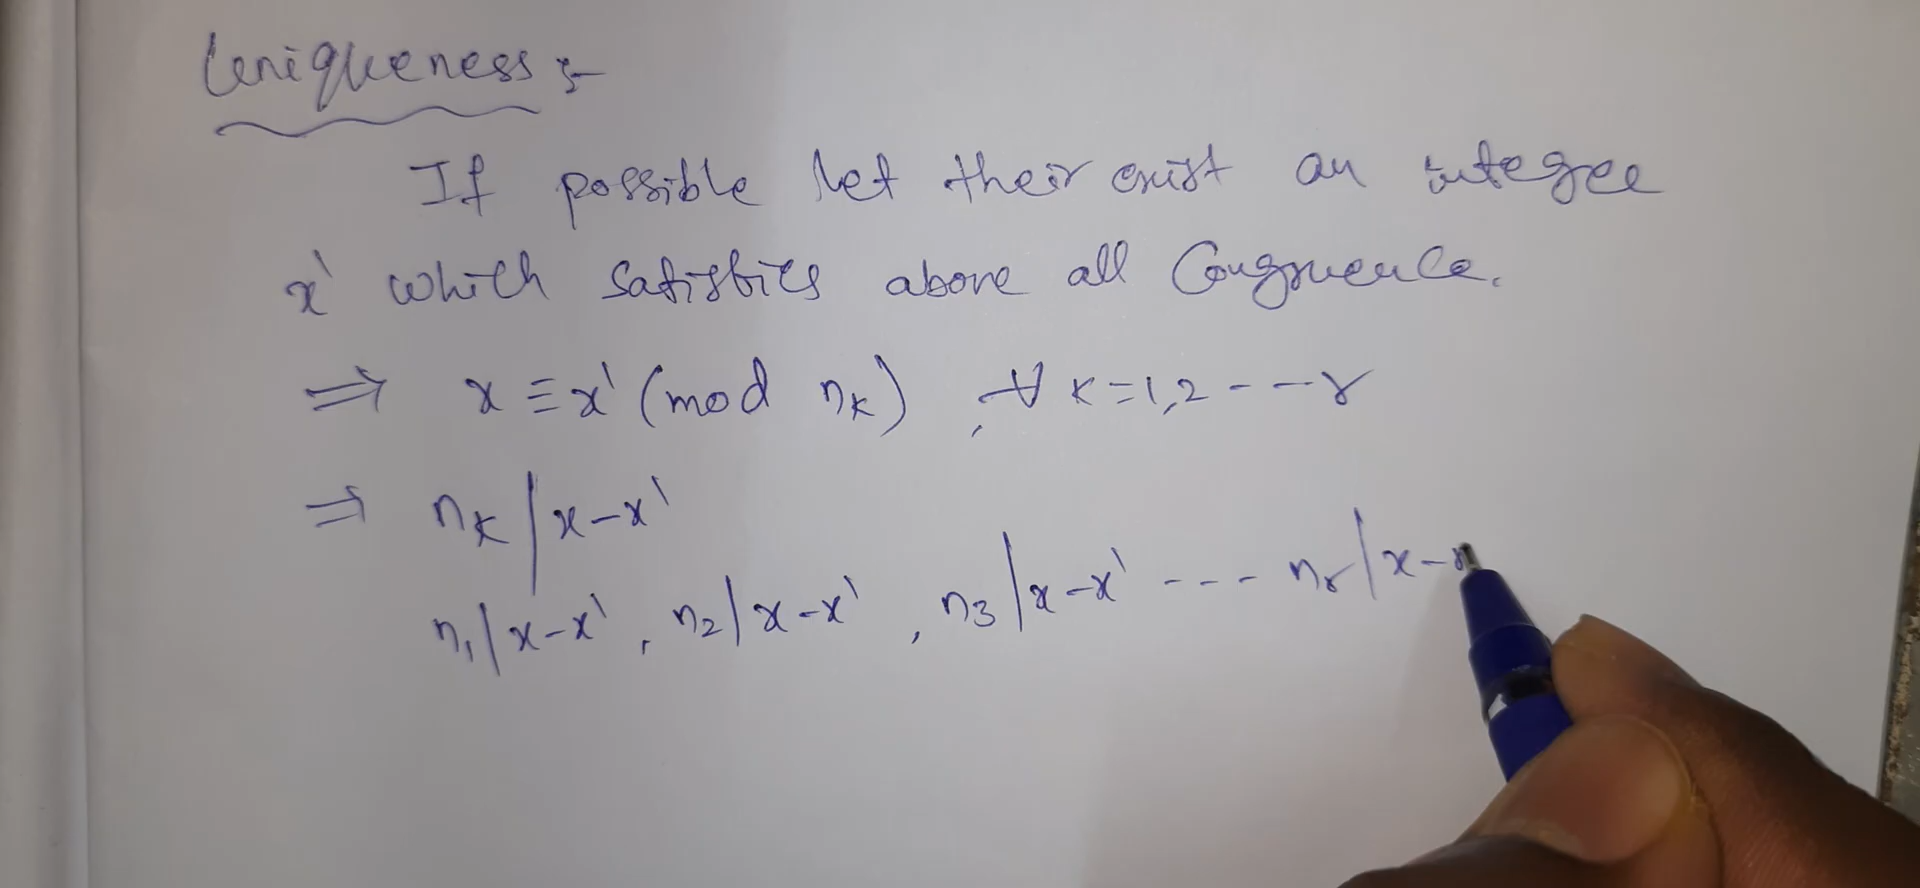 Uniqueness :-
If possible let their exist an integer
x' which satisfies above all Congruence.
⇒ x ≡ x' (mod nₖ), ∀ k = 1, 2 - - - r
⇒ nₖ | x - x'
n₁ | x - x', n₂ | x - x', n₃ | x - x' - - - nᵣ | x -